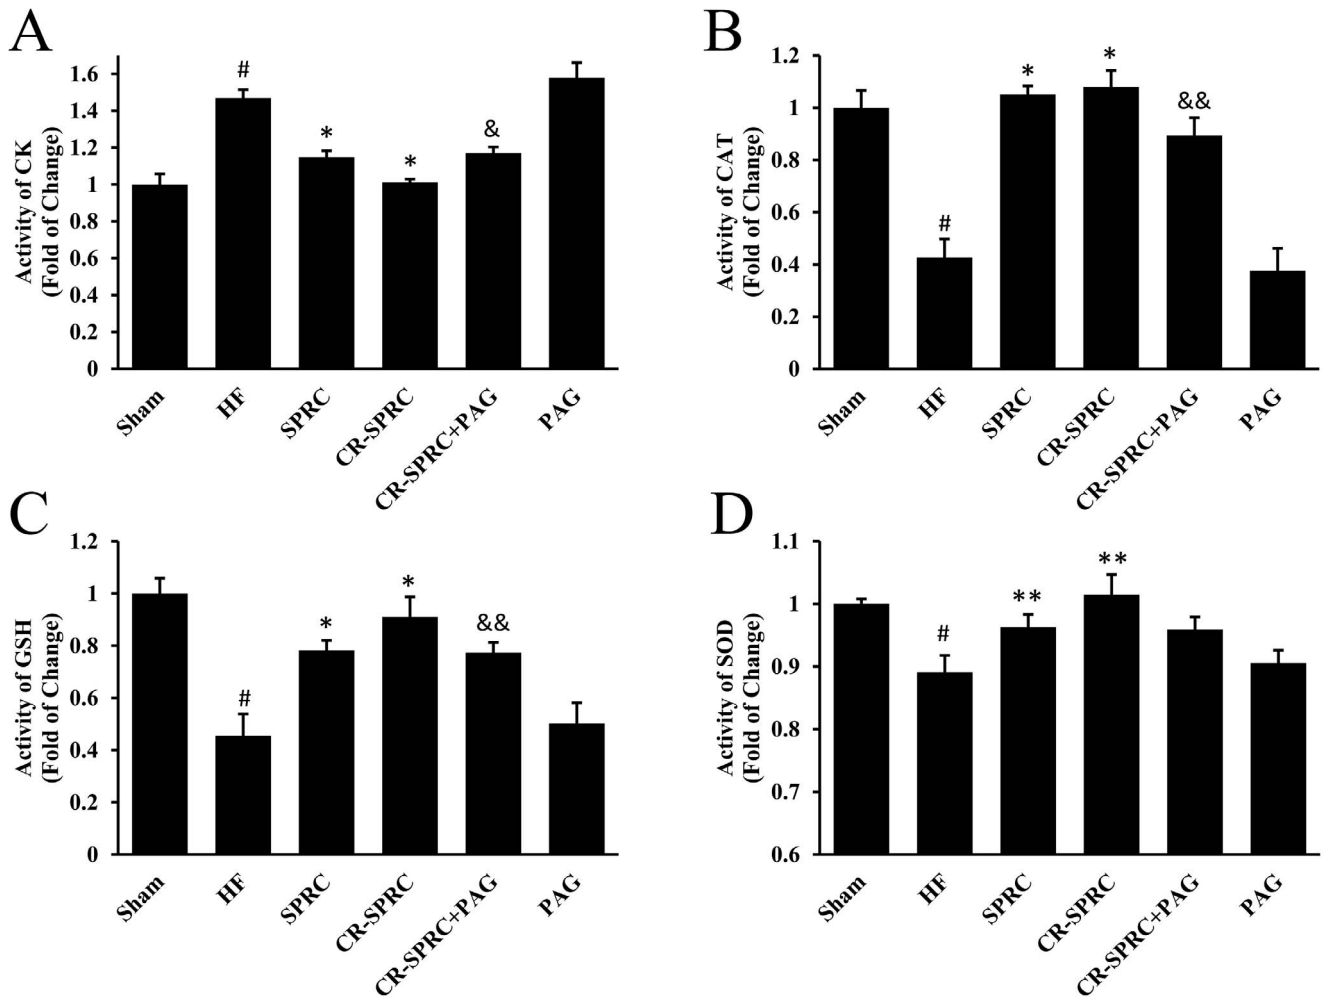 A
Activity of CK
(Fold of Change)
1.6
1.4
1.2
1
0.8
0.6
0.4
0.2
0
#
*
*
&
Sham
HF
SPRC
CR-SPRC
CR-SPRC+PAG
PAG
B
Activity of CAT
(Fold of Change)
1.2
1
0.8
0.6
0.4
0.2
0
#
*
*
&&
Sham
HF
SPRC
CR-SPRC
CR-SPRC+PAG
PAG
C
Activity of GSH
(Fold of Change)
1.2
1
0.8
0.6
0.4
0.2
0
#
*
*
&&
Sham
HF
SPRC
CR-SPRC
CR-SPRC+PAG
PAG
D
Activity of SOD
(Fold of Change)
1.1
1
0.9
0.8
0.7
0.6
#
**
**
Sham
HF
SPRC
CR-SPRC
CR-SPRC+PAG
PAG